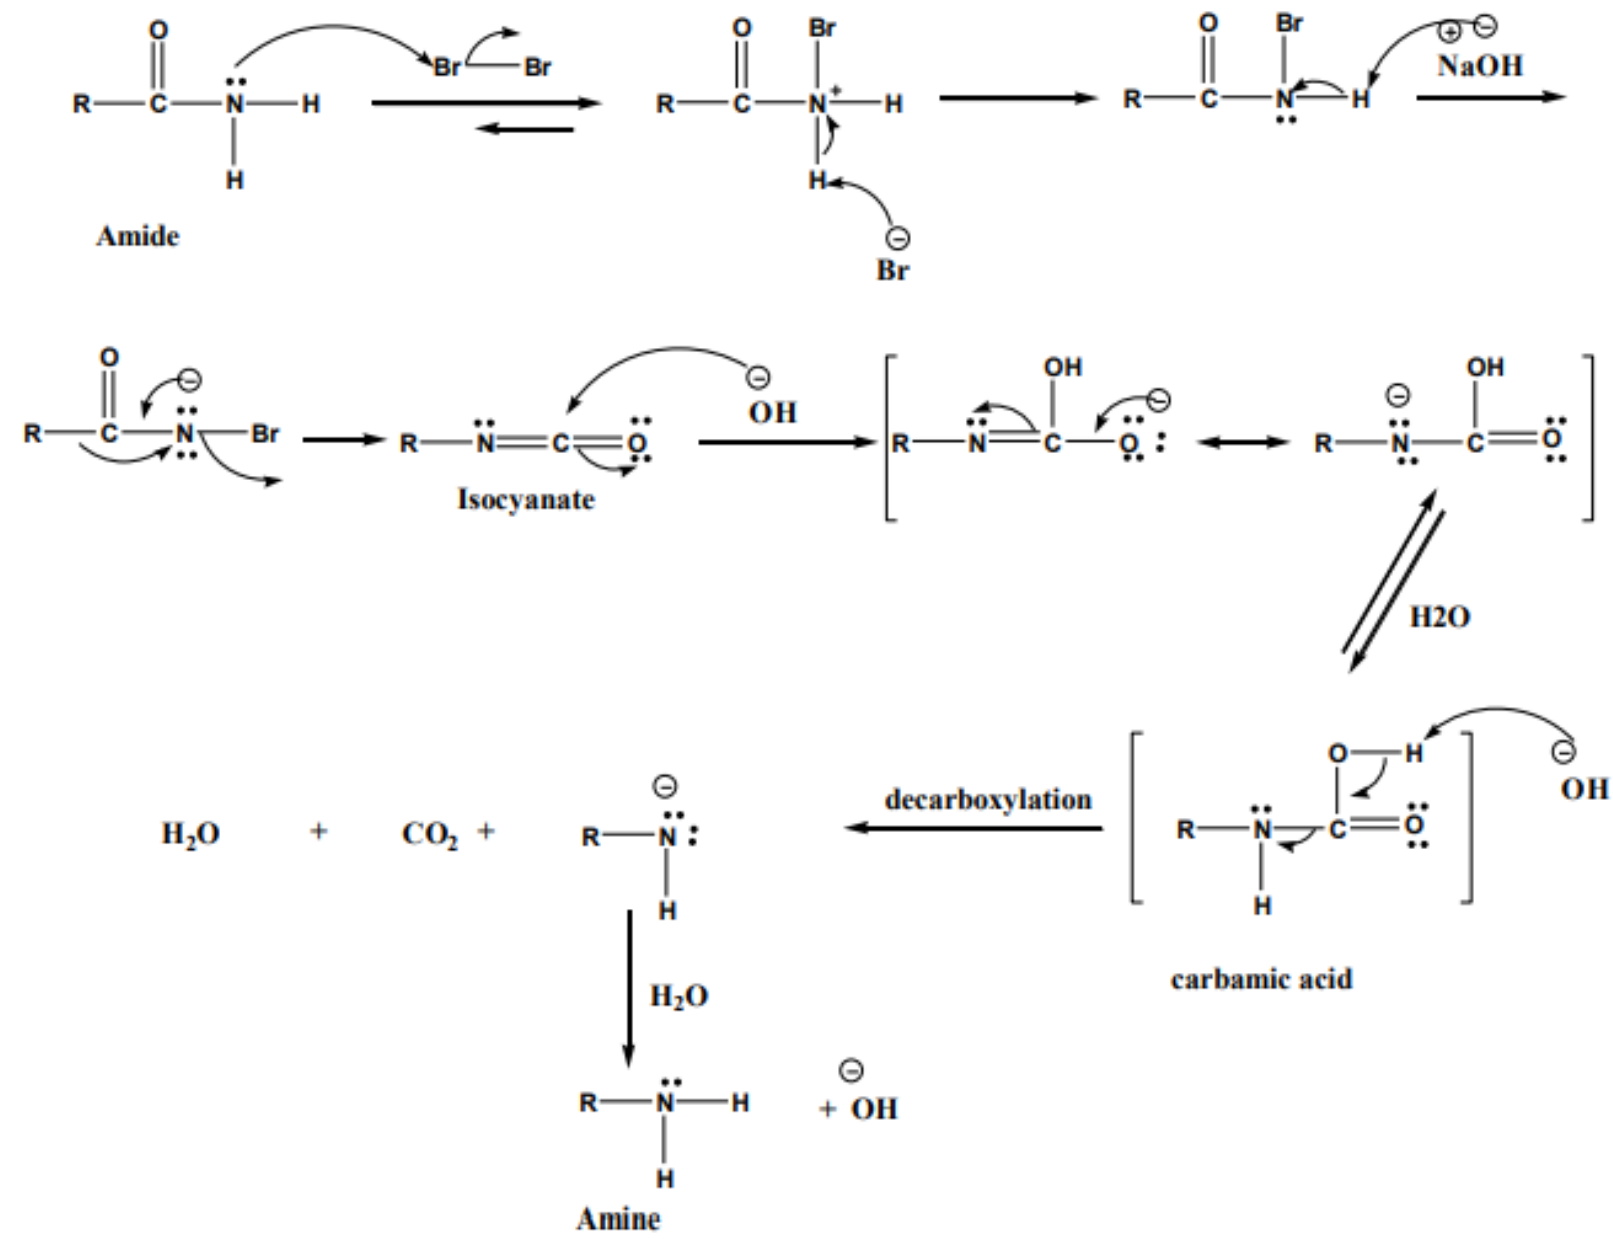 O O Br O Br ⊕ ⊖
R C N H Br Br R C N + H R C N H NaOH
H H
Amide
⊖
Br
O ⊖ ⊖ OH ⊖ ⊖ OH
OH
R C N Br R N C O R N C O R N C O
Isocyanate
H2O
O H ⊖
OH
decarboxylation
H₂O + CO₂ + ⊖ R N R N C O
H H
carbamic acid
H₂O
⊖
R N H + OH
H
Amine